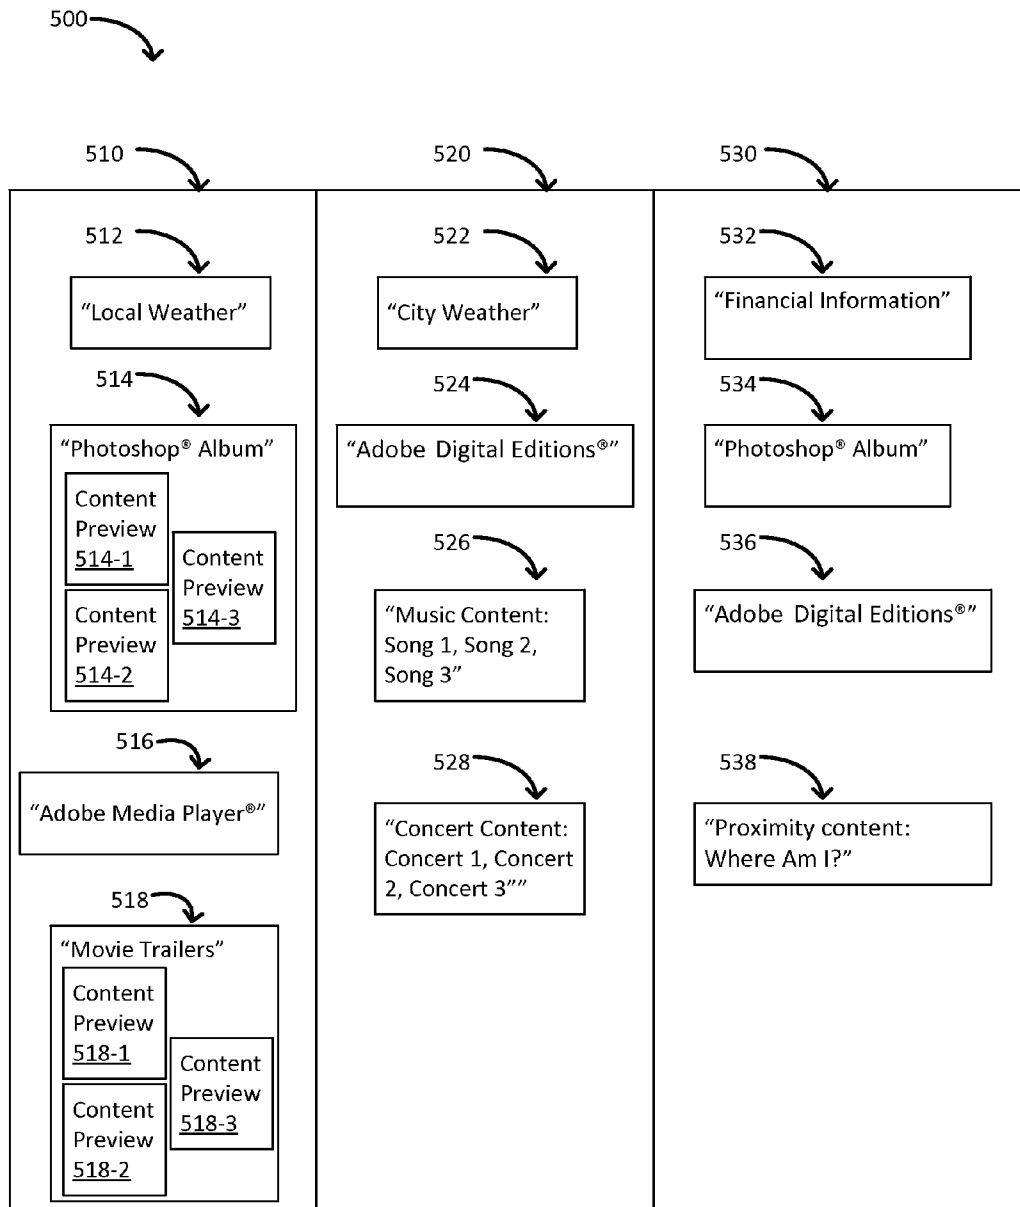 500
510
520
530
512
522
532
“Local Weather”
“City Weather”
“Financial Information”
514
524
534
“Photoshop® Album”
Content
Preview
514-1
Content
Preview
514-2
Content
Preview
514-3
“Adobe Digital Editions®”
“Photoshop® Album”
526
536
“Music Content:
Song 1, Song 2,
Song 3”
“Adobe Digital Editions®”
516
528
538
“Adobe Media Player®”
“Concert Content:
Concert 1, Concert
2, Concert 3””
“Proximity content:
Where Am I?”
518
“Movie Trailers”
Content
Preview
518-1
Content
Preview
518-2
Content
Preview
518-3